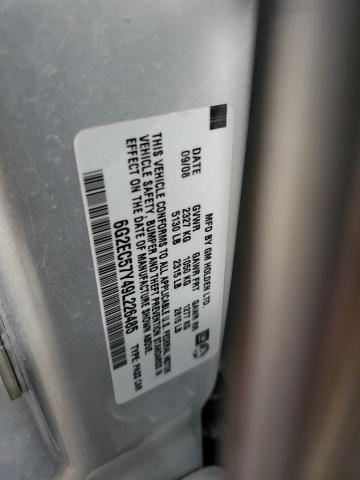 MFD BY GM HOLDEN LTD.
DATE GVWR GAWR FRT GAWR RR
09/08 2327 KG 1050 KG 1277 KG
5130 LB 2315 LB 2815 LB
THIS VEHICLE CONFORMS TO ALL APPLICABLE U.S. FEDERAL MOTOR
VEHICLE SAFETY, BUMPER AND THEFT PREVENTION STANDARDS IN
EFFECT ON THE DATE OF MANUFACTURE SHOWN ABOVE.
6G2EC57Y49L226485 TYPE: PASS CAR